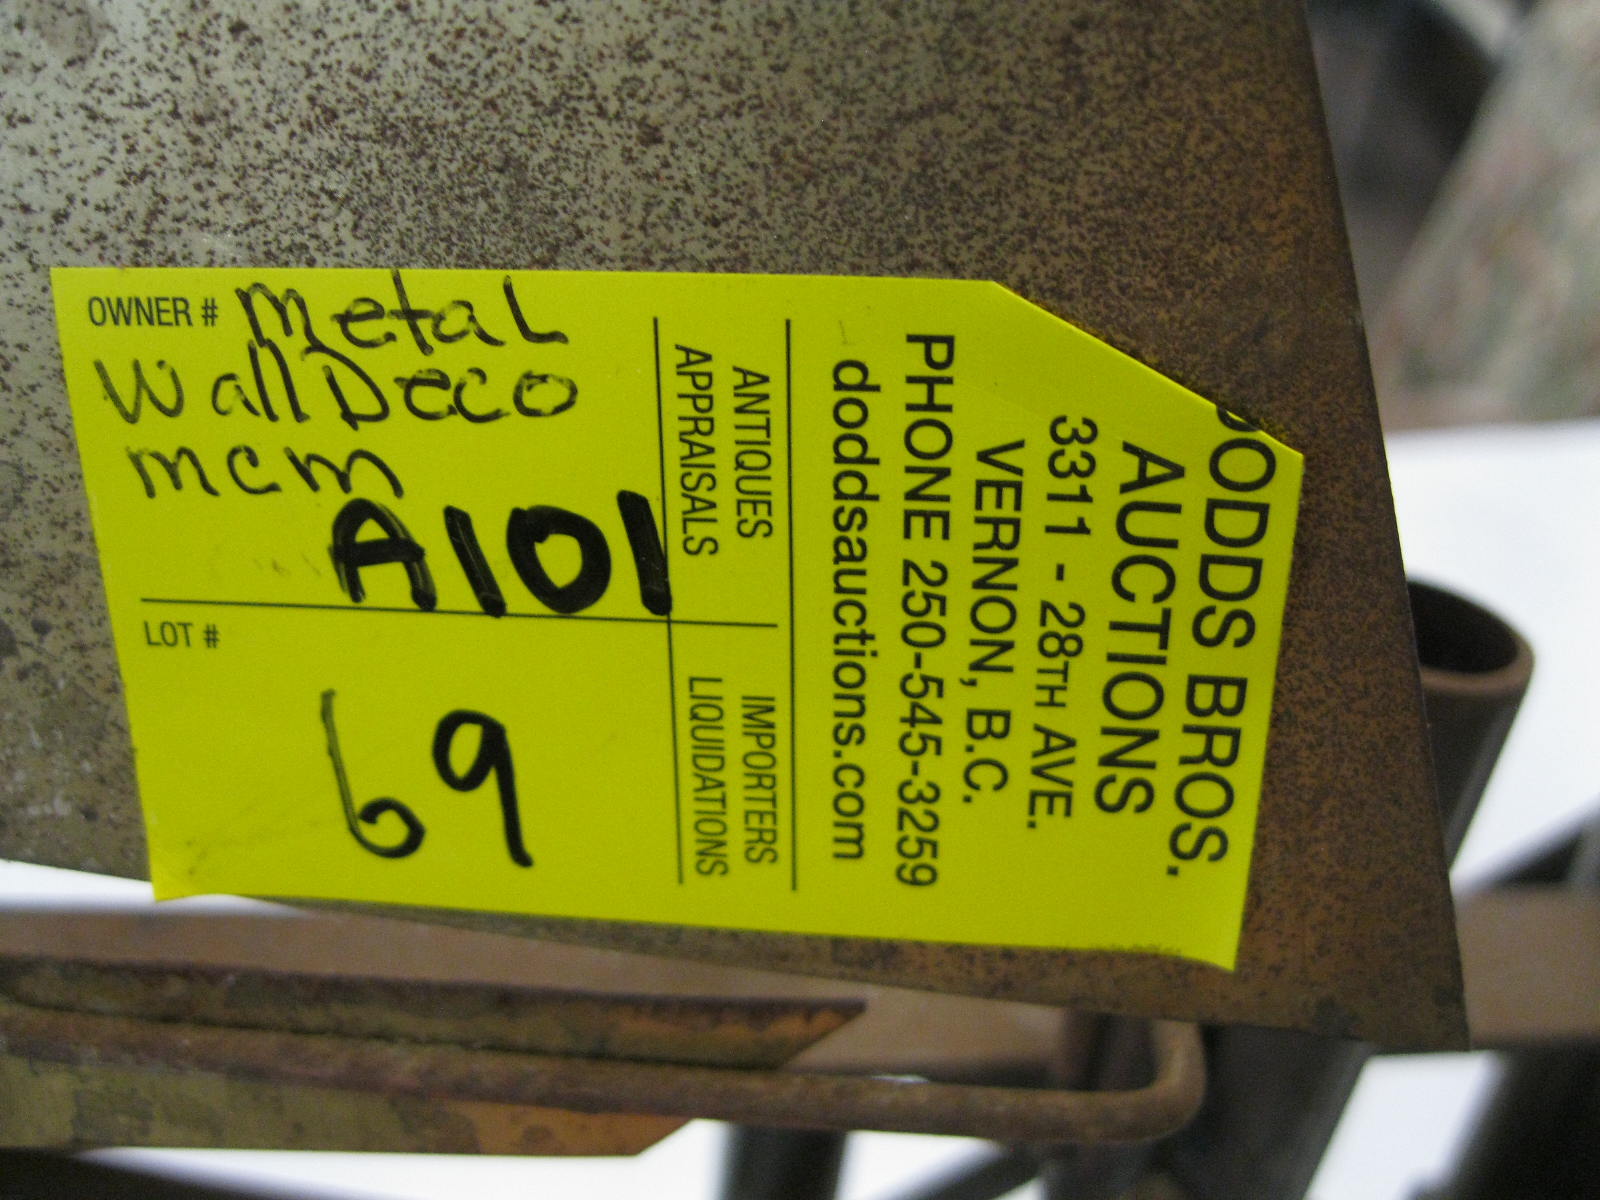 OWNER # metal
wall Deco
mcm
A101
LOT #
69
ANTIQUES
APPRAISALS
IMPORTERS
LIQUIDATIONS
DODDS BROS.
AUCTIONS
3311 - 28TH AVE.
VERNON, B.C.
PHONE 250-545-3259
doddsauctions.com